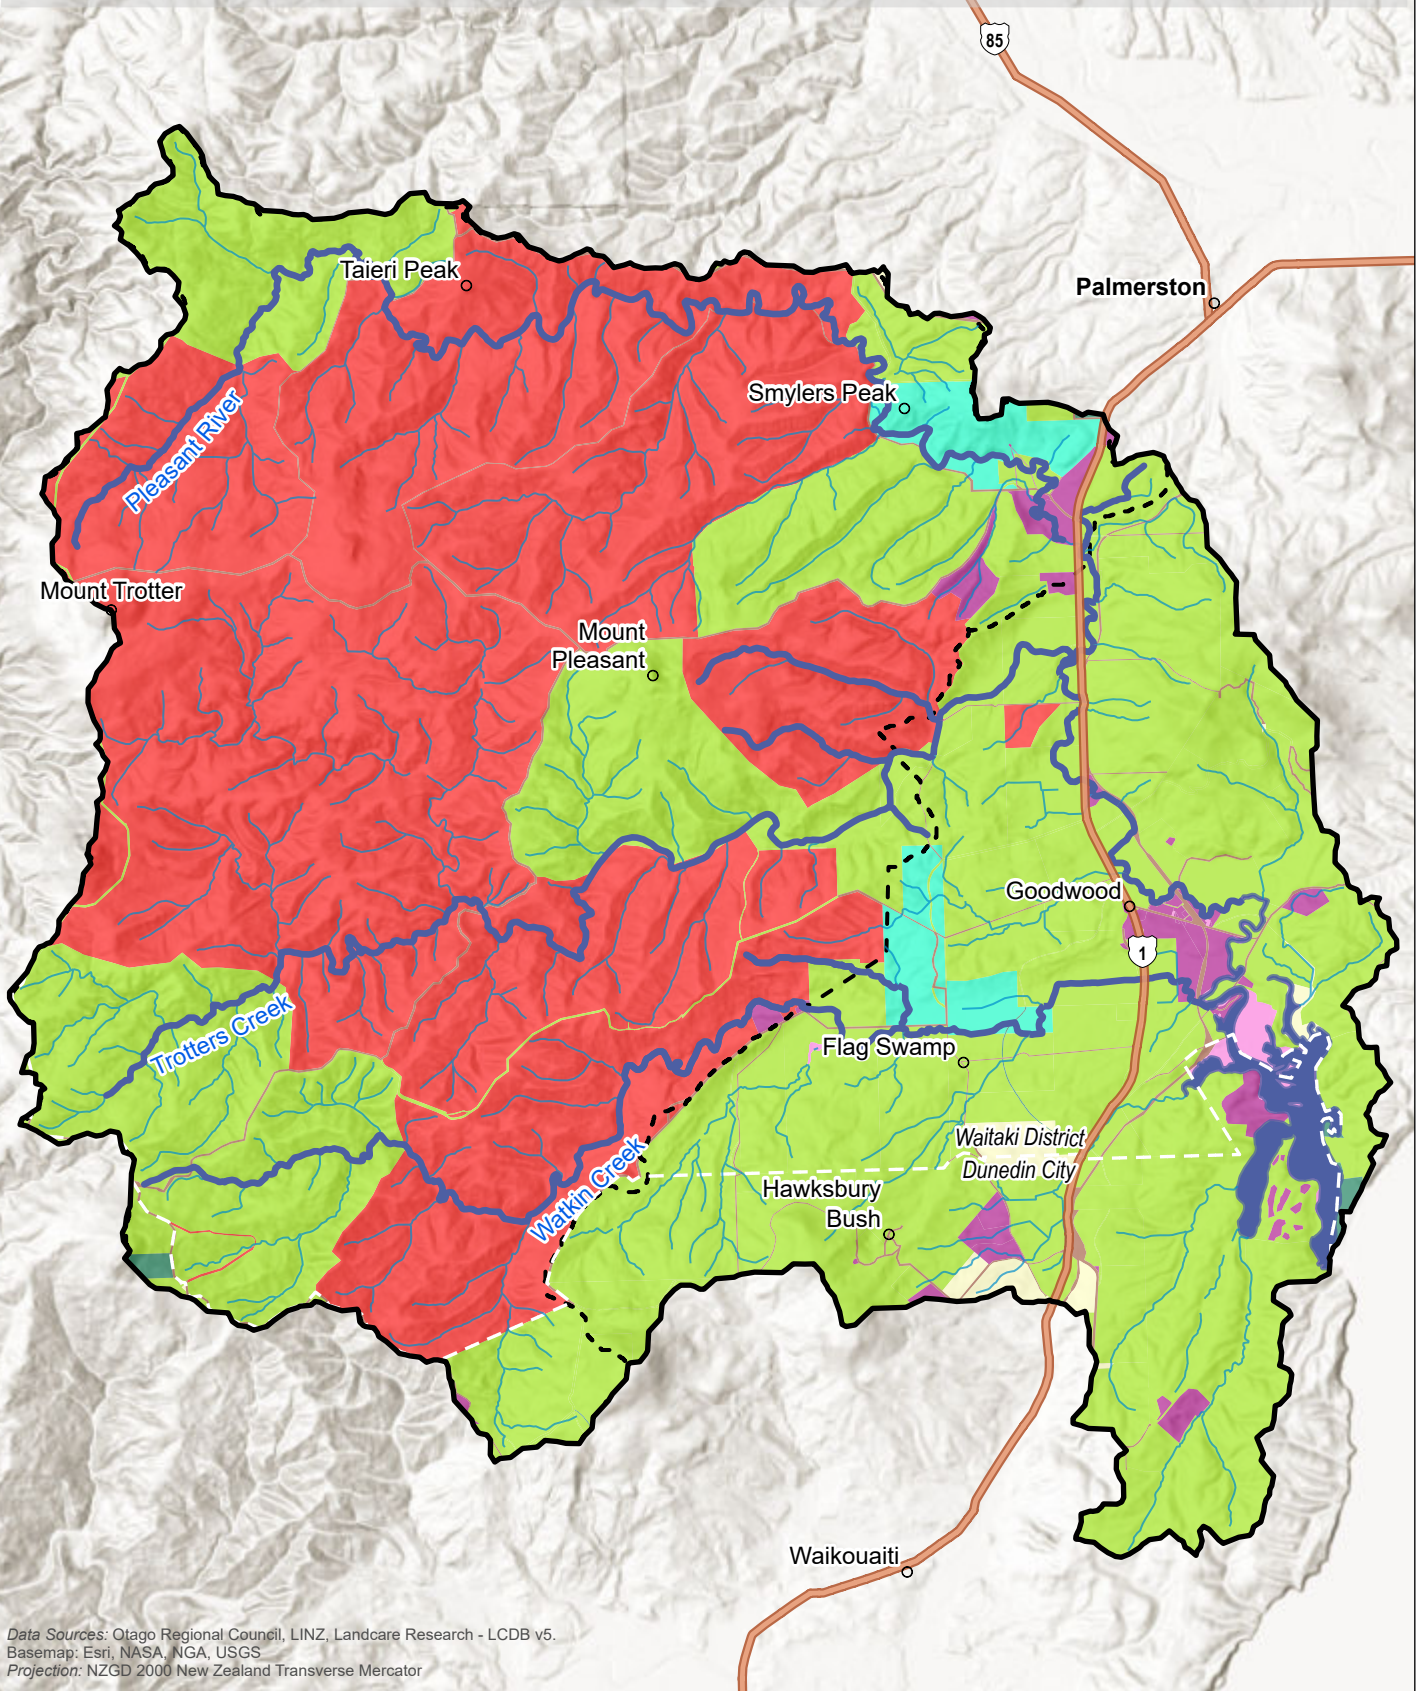 85
Taieri Peak
Palmerston
Smylers Peak
Pleasant River
Mount Trotter
Mount
Pleasant
Goodwood
1
Trotters Creek
Flag Swamp
Waitaki District
Dunedin City
Watkin Creek
Hawksbury
Bush
Waikouaiti
Data Sources: Otago Regional Council, LINZ, Landcare Research - LCDB v5.
Basemap: Esri, NASA, NGA, USGS
Projection: NZGD 2000 New Zealand Transverse Mercator